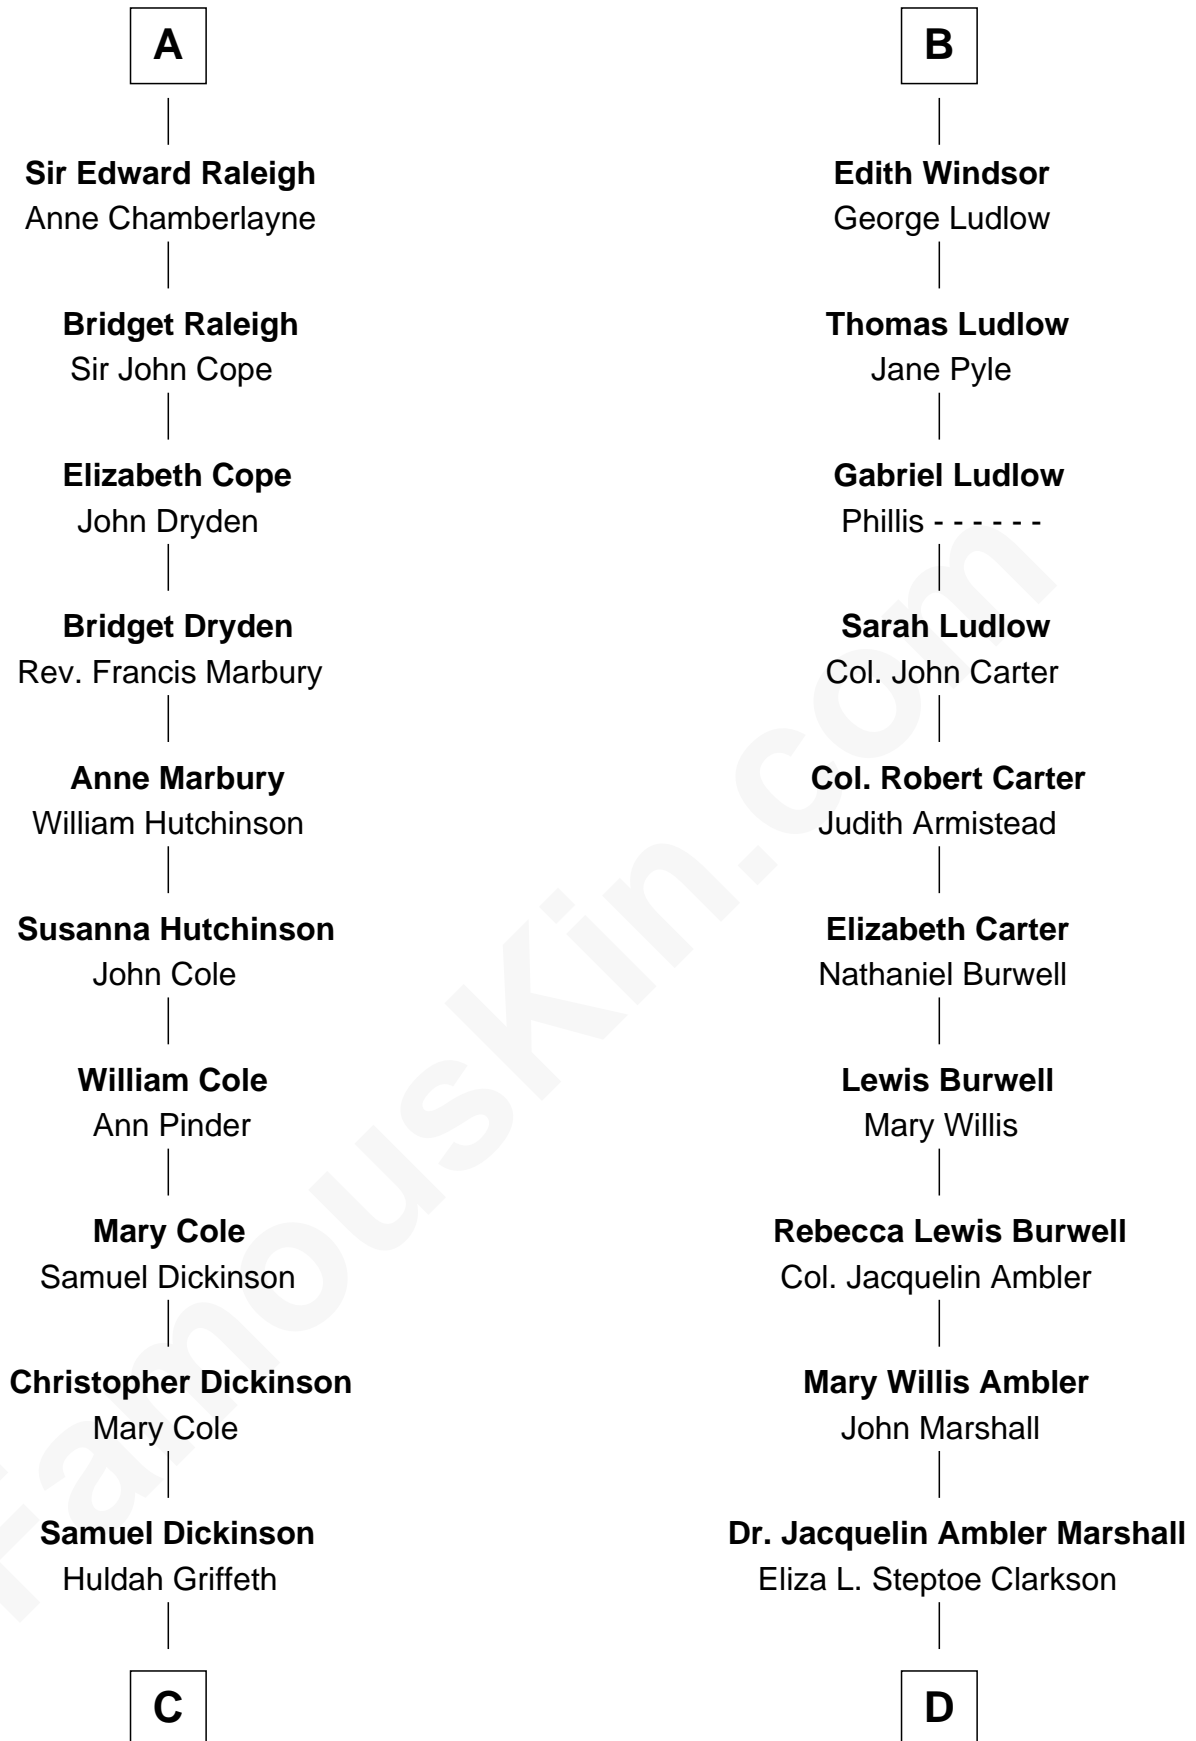 A
Sir Edward Raleigh
Anne Chamberlayne
Bridget Raleigh
Sir John Cope
Elizabeth Cope
John Dryden
Bridget Dryden
Rev. Francis Marbury
Anne Marbury
William Hutchinson
Susanna Hutchinson
John Cole
William Cole
Ann Pinder
Mary Cole
Samuel Dickinson
Christopher Dickinson
Mary Cole
Samuel Dickinson
Huldah Griffeth
C
B
Edith Windsor
George Ludlow
Thomas Ludlow
Jane Pyle
Gabriel Ludlow
Phillis - - - - - -
Sarah Ludlow
Col. John Carter
Col. Robert Carter
Judith Armistead
Elizabeth Carter
Nathaniel Burwell
Lewis Burwell
Mary Willis
Rebecca Lewis Burwell
Col. Jacquelin Ambler
Mary Willis Ambler
John Marshall
Dr. Jacquelin Ambler Marshall
Eliza L. Steptoe Clarkson
D
FamousKin.com